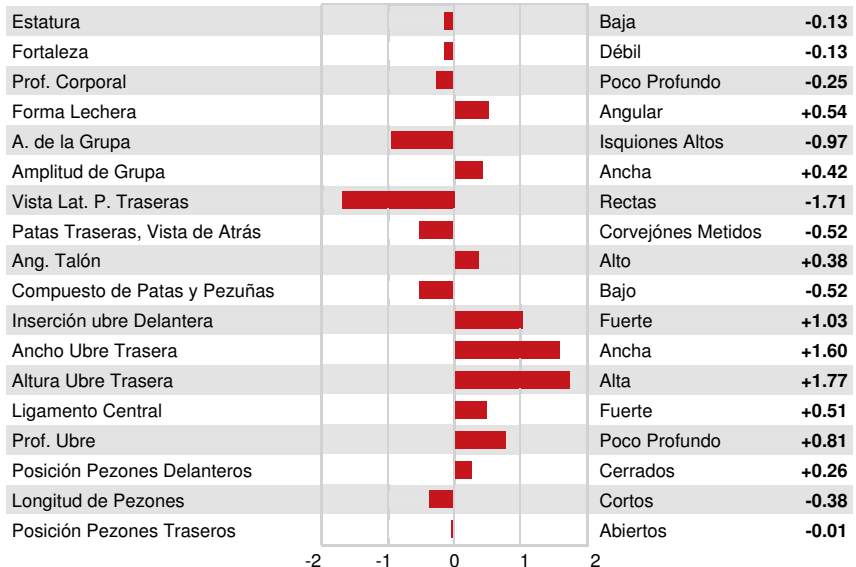 Estatura Baja -0.13
Fortaleza Débil -0.13
Prof. Corporal Poco Profundo -0.25
Forma Lechera Angular +0.54
A. de la Grupa Isquiones Altos -0.97
Amplitud de Grupa Ancha +0.42
Vista Lat. P. Traseras Rectas -1.71
Patas Traseras, Vista de Atrás Corvejónes Metidos -0.52
Ang. Talón Alto +0.38
Compuesto de Patas y Pezuñas Bajo -0.52
Inserción ubre Delantera Fuerte +1.03
Ancho Ubre Trasera Ancha +1.60
Altura Ubre Trasera Alta +1.77
Ligamento Central Fuerte +0.51
Prof. Ubre Poco Profundo +0.81
Posición Pezones Delanteros Cerrados +0.26
Longitud de Pezones Cortos -0.38
Posición Pezones Traseros Abiertos -0.01
-2 -1 0 1 2